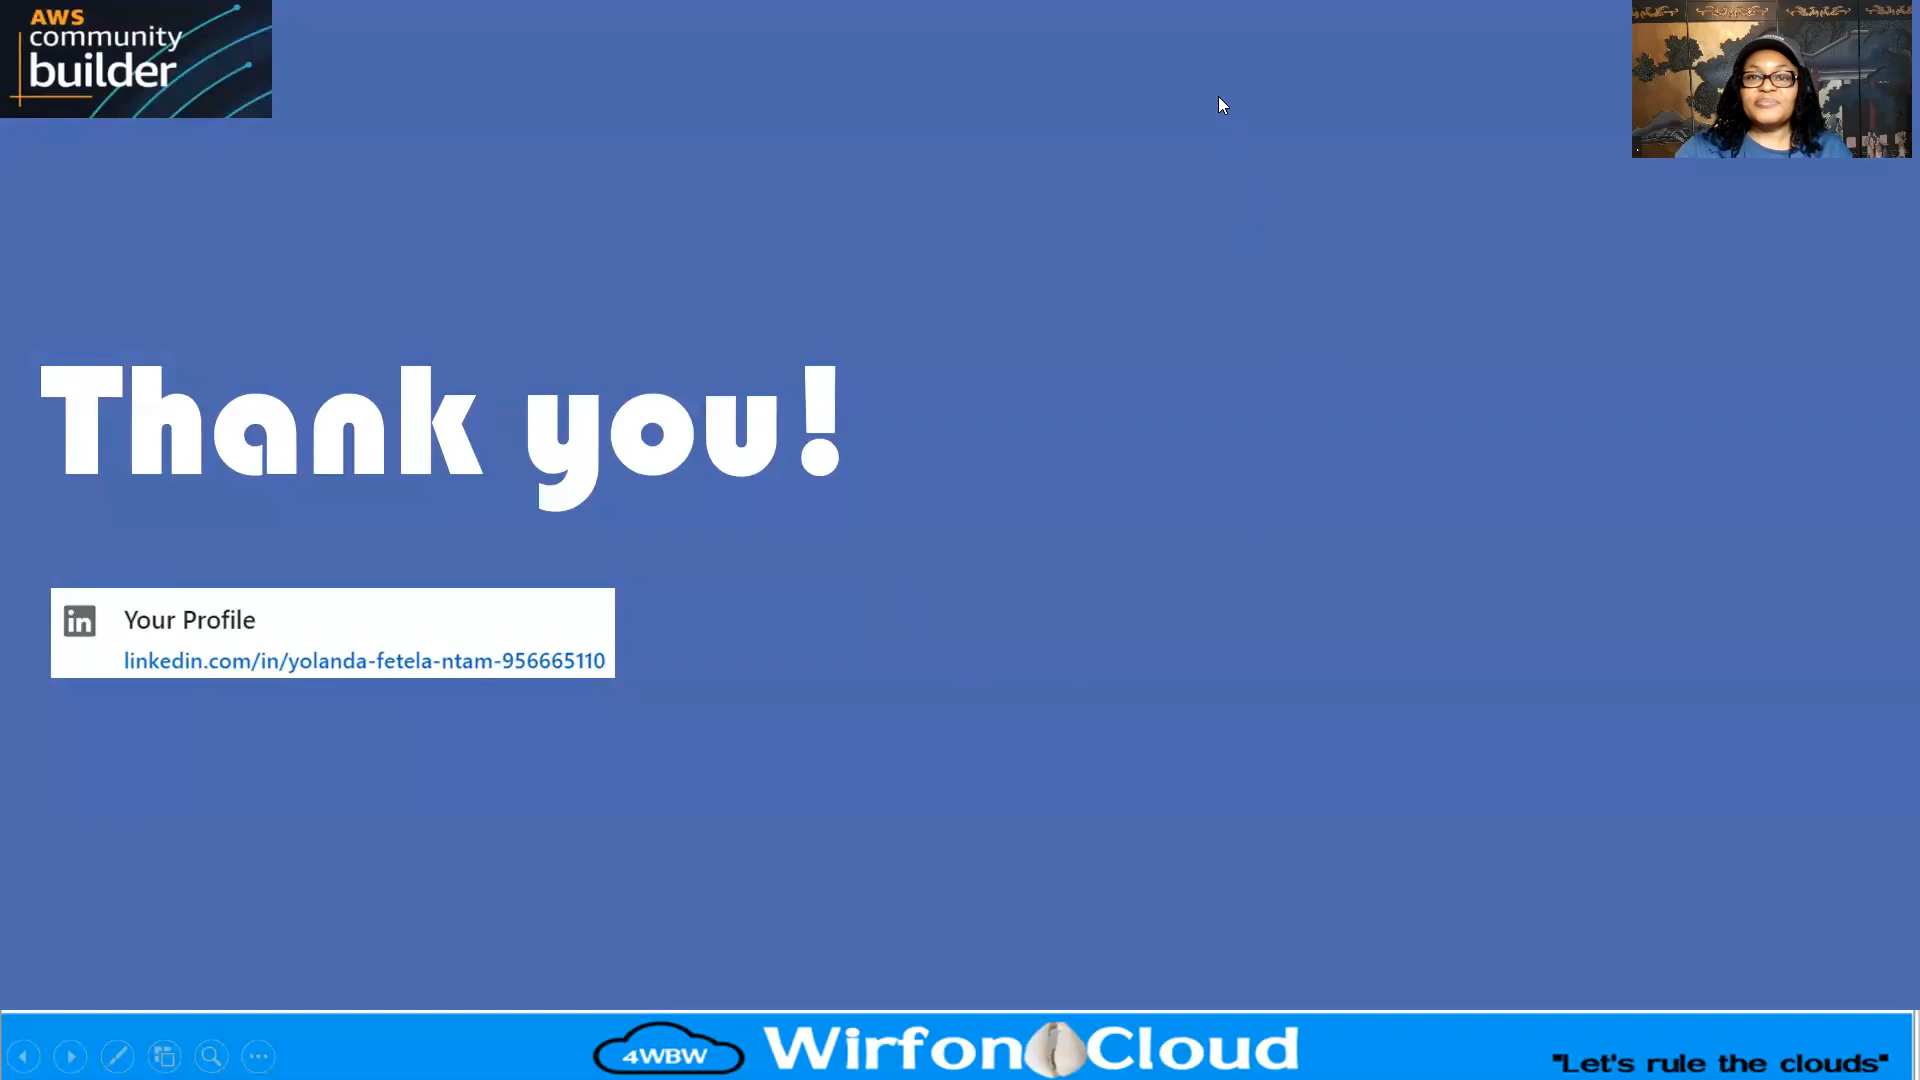 AWS
community
builder
Thank you!
in
Your Profile
linkedin.com/in/yolanda-fetela-ntam-956665110
4WBW
Wirfon Cloud
"Let's rule the clouds"